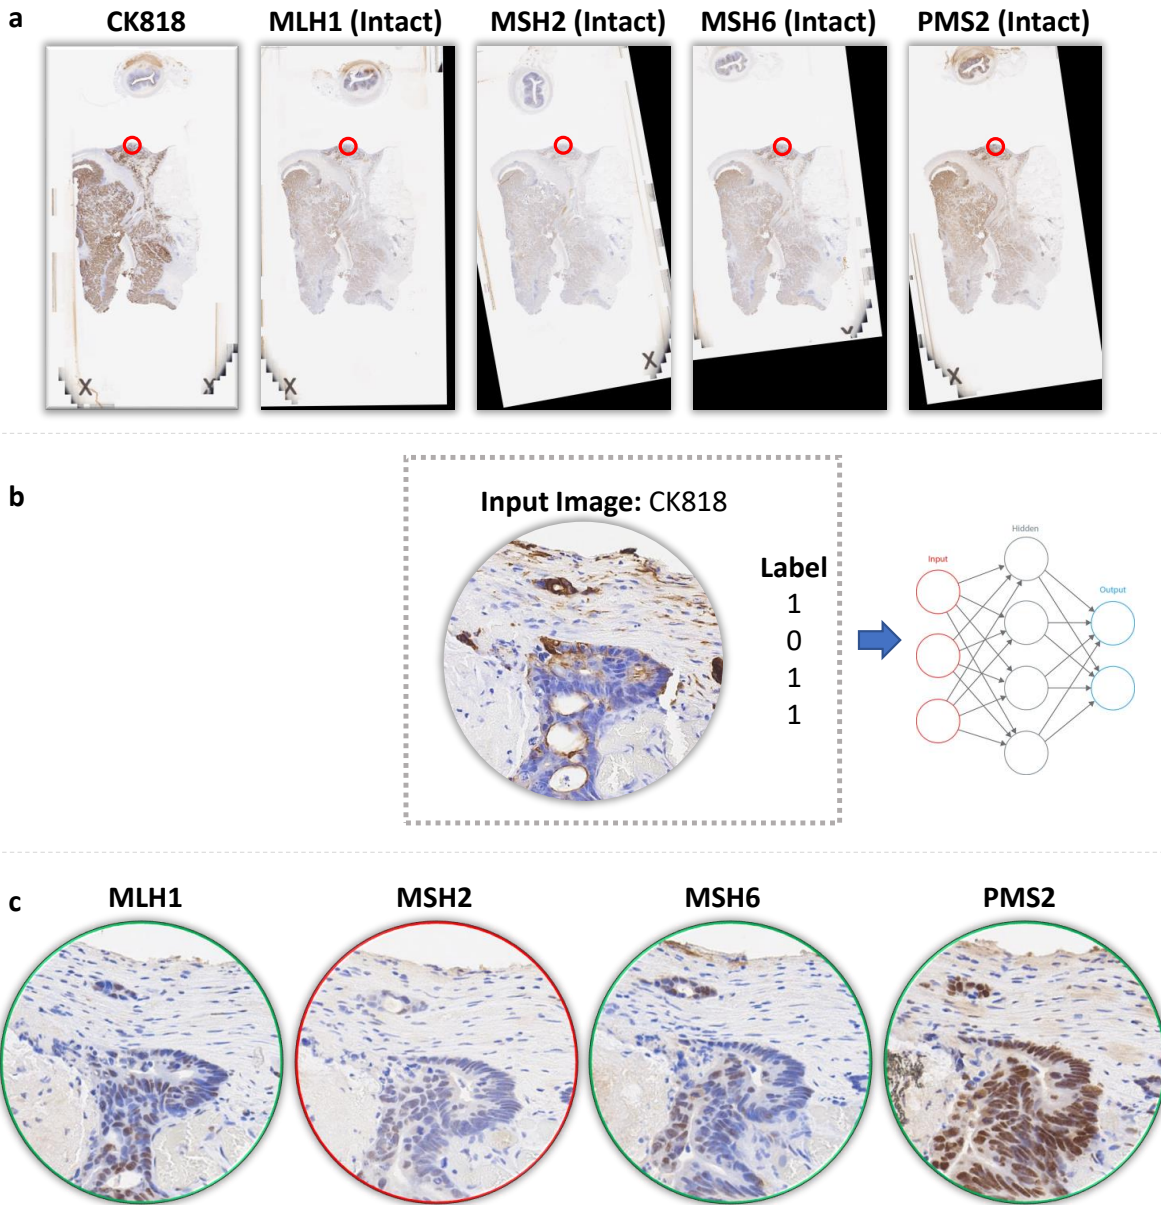 a
CK818
MLH1 (Intact)
MSH2 (Intact)
MSH6 (Intact)
PMS2 (Intact)
X
X
X
X
X
b
Input Image: CK818
Label
1
0
1
1
Input
Hidden
Output
c
MLH1
MSH2
MSH6
PMS2